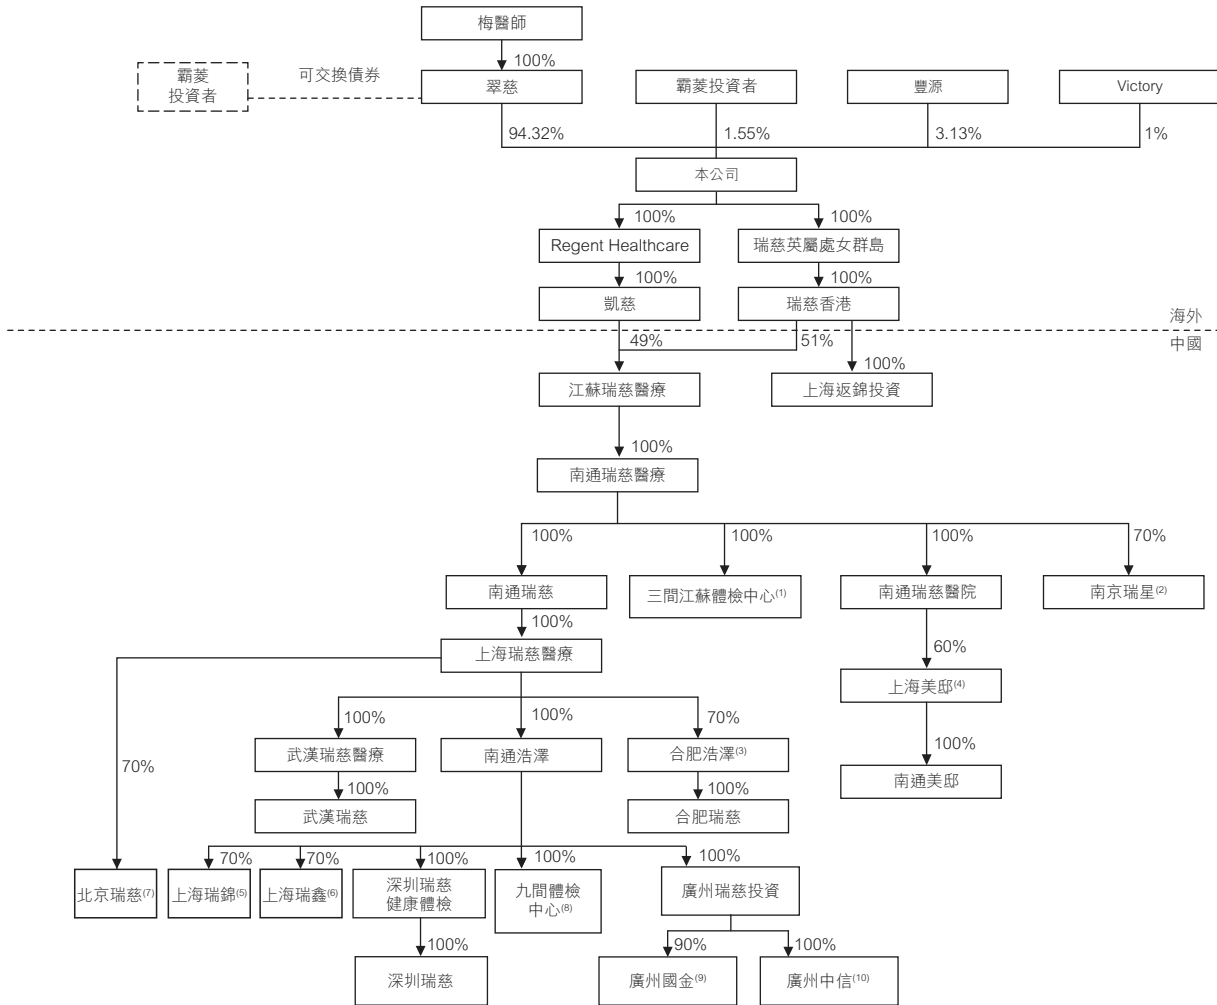 梅醫師
100%
霸菱
投資者
可交換債券
翠慈
霸菱投資者
豐源
Victory
94.32%
1.55%
3.13%
1%
本公司
100%
100%
Regent Healthcare
瑞慈英屬處女群島
100%
100%
凱慈
瑞慈香港
海外
中國
49%
51%
100%
江蘇瑞慈醫療
上海返錦投資
100%
南通瑞慈醫療
100%
100%
100%
70%
南通瑞慈
三間江蘇體檢中心(1)
南通瑞慈醫院
南京瑞星(2)
100%
60%
上海瑞慈醫療
上海美邸(4)
100%
100%
70%
100%
70%
武漢瑞慈醫療
南通浩澤
合肥浩澤(3)
南通美邸
100%
100%
武漢瑞慈
合肥瑞慈
70%
70%
100%
100%
100%
北京瑞慈(7)
上海瑞錦(5)
上海瑞鑫(6)
深圳瑞慈
健康體檢
九間體檢
中心(8)
廣州瑞慈投資
100%
90%
100%
深圳瑞慈
廣州國金(9)
廣州中信(10)